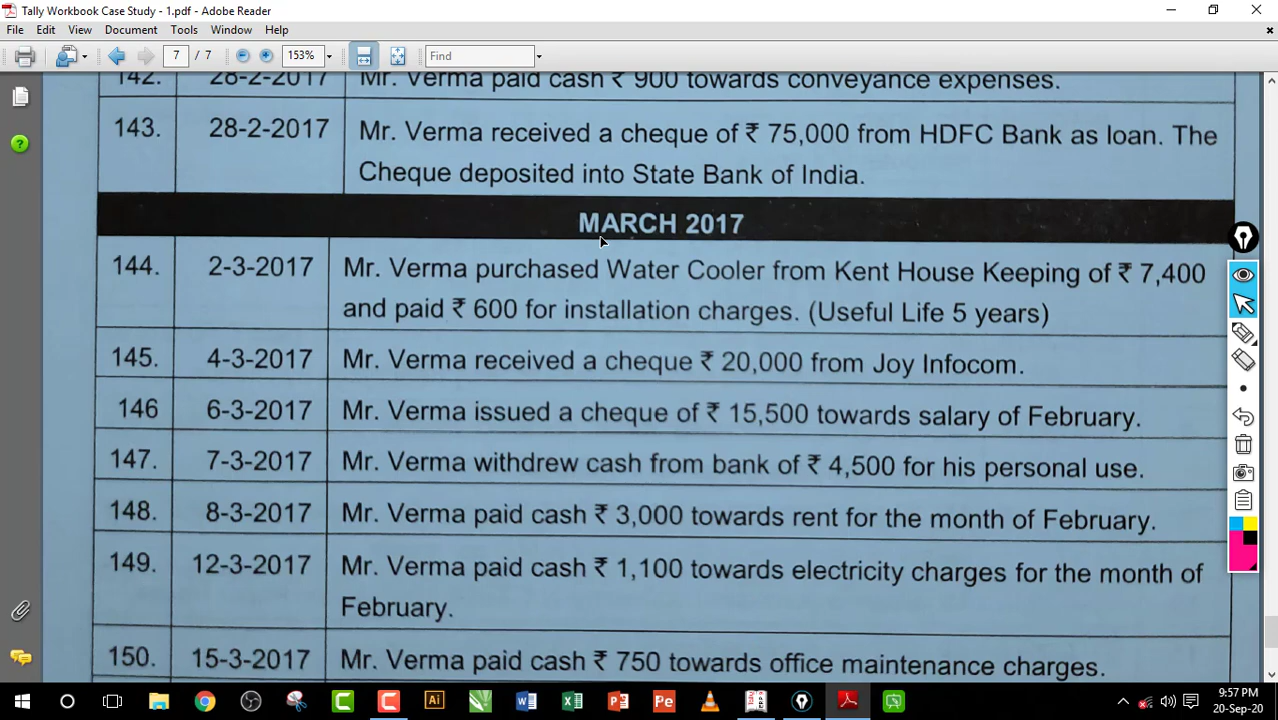 Tally Workbook Case Study - 1.pdf - Adobe Reader
File Edit View Document Tools Window Help
7 / 7 153% Find
142. 28-2-2017 Mr. Verma paid cash ₹ 900 towards conveyance expenses.
143. 28-2-2017 Mr. Verma received a cheque of ₹ 75,000 from HDFC Bank as loan. The
Cheque deposited into State Bank of India.
MARCH 2017
144. 2-3-2017 Mr. Verma purchased Water Cooler from Kent House Keeping of ₹ 7,400
and paid ₹ 600 for installation charges. (Useful Life 5 years)
145. 4-3-2017 Mr. Verma received a cheque ₹ 20,000 from Joy Infocom.
146 6-3-2017 Mr. Verma issued a cheque of ₹ 15,500 towards salary of February.
147. 7-3-2017 Mr. Verma withdrew cash from bank of ₹ 4,500 for his personal use.
148. 8-3-2017 Mr. Verma paid cash ₹ 3,000 towards rent for the month of February.
149. 12-3-2017 Mr. Verma paid cash ₹ 1,100 towards electricity charges for the month of
February.
150. 15-3-2017 Mr. Verma paid cash ₹ 750 towards office maintenance charges.
9:57 PM
20-Sep-20